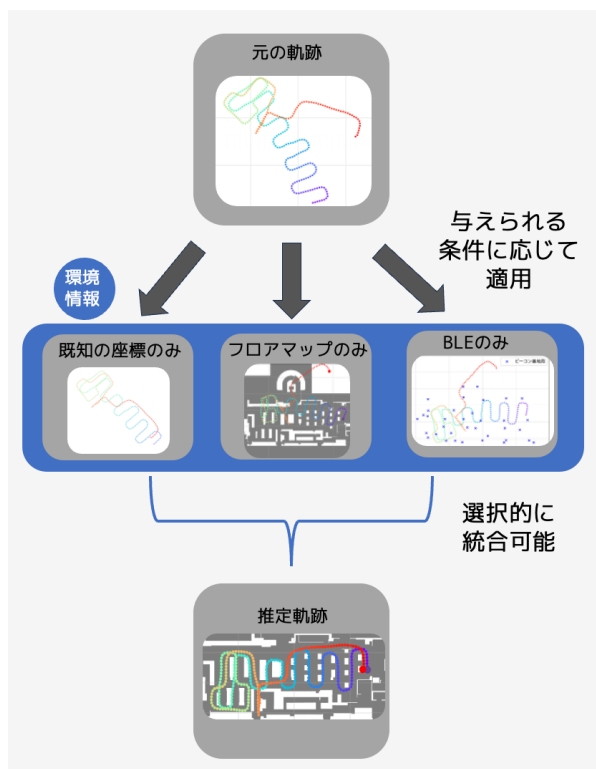 元の軌跡
与えられる
条件に応じて
適用
環境
情報
既知の座標のみ
フロアマップのみ
BLEのみ
選択的に
統合可能
推定軌跡